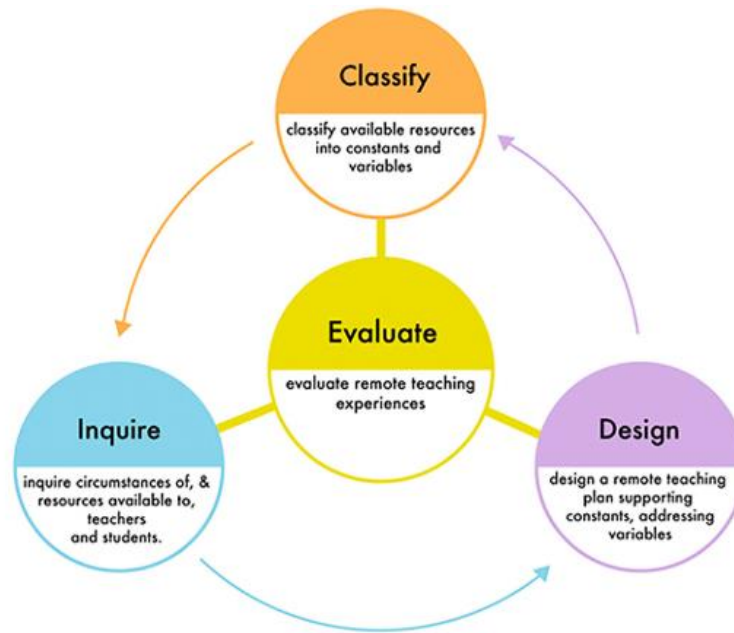 Classify
classify available resources
into constants and
variables
Evaluate
evaluate remote teaching
experiences
Inquire
inquire circumstances of, &
resources available to,
teachers
and students.
Design
design a remote teaching
plan supporting
constants, addressing
variables